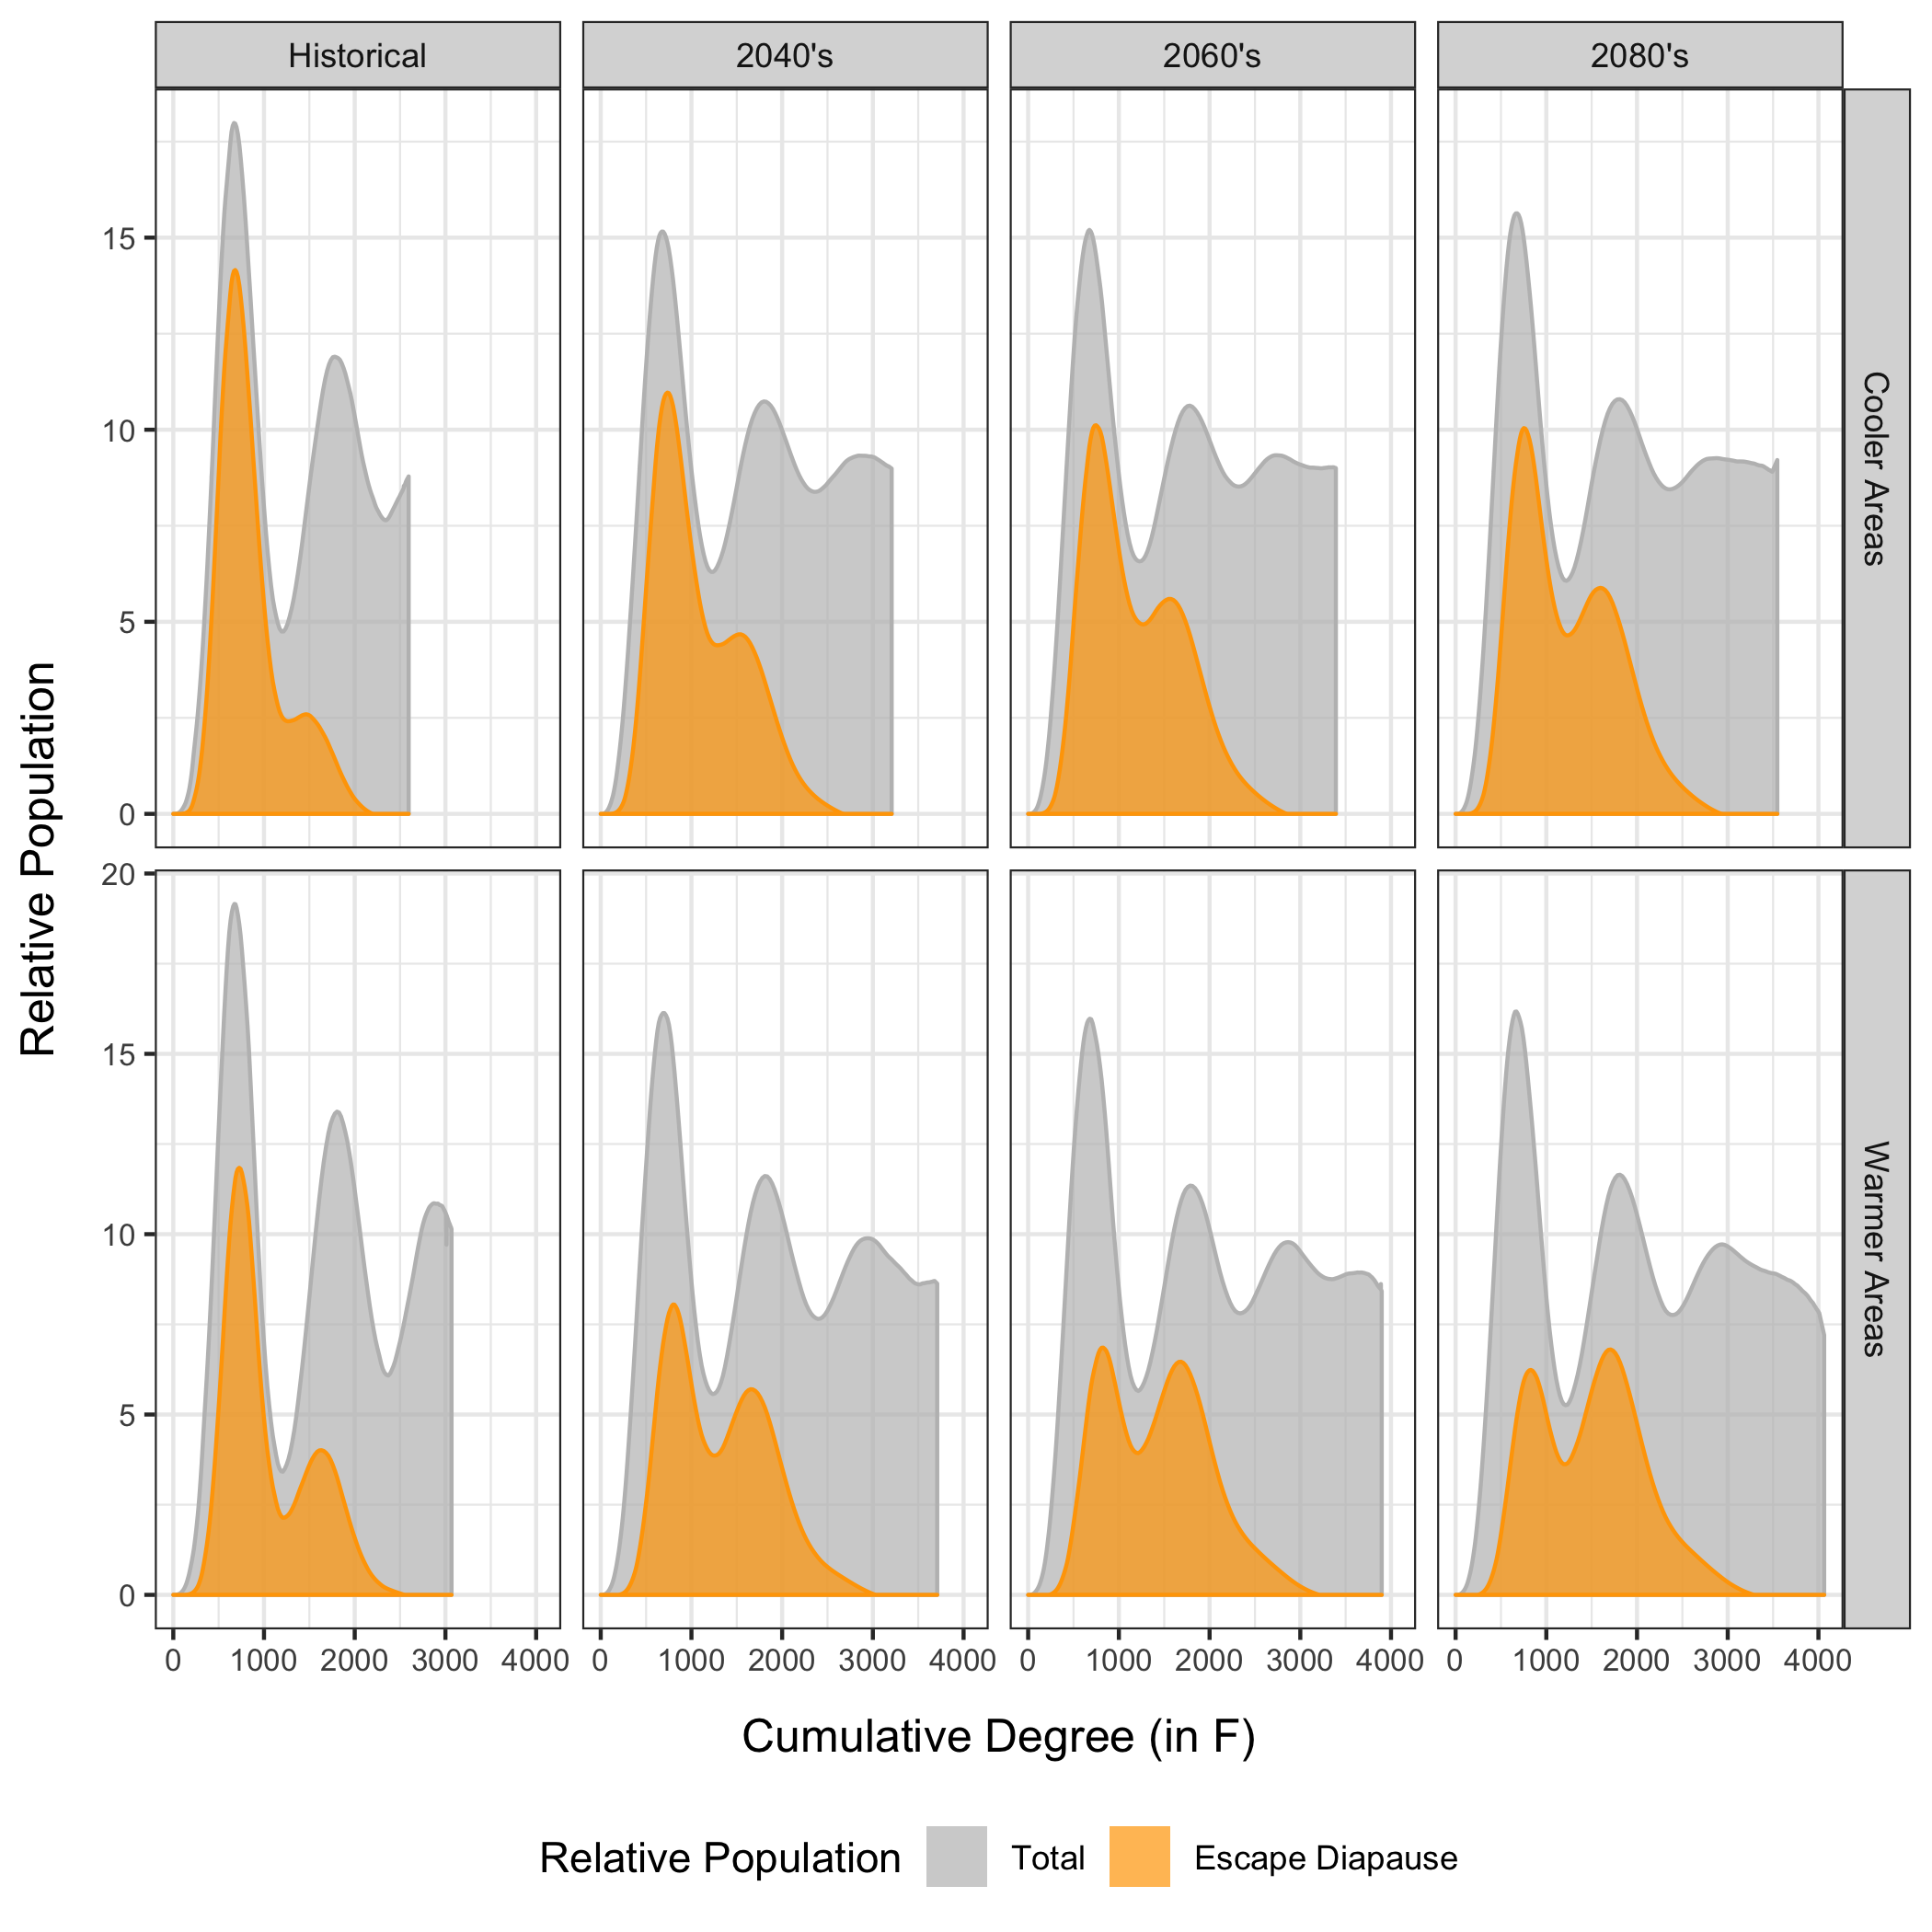 Historical 2040's 2060's 2080's
Cooler Areas
15
10
5
0
Relative Population
Warmer Areas
20
15
10
5
0
0 1000 2000 3000 4000 0 1000 2000 3000 4000 0 1000 2000 3000 4000 0 1000 2000 3000 4000
Cumulative Degree (in F)
Relative Population Total Escape Diapause